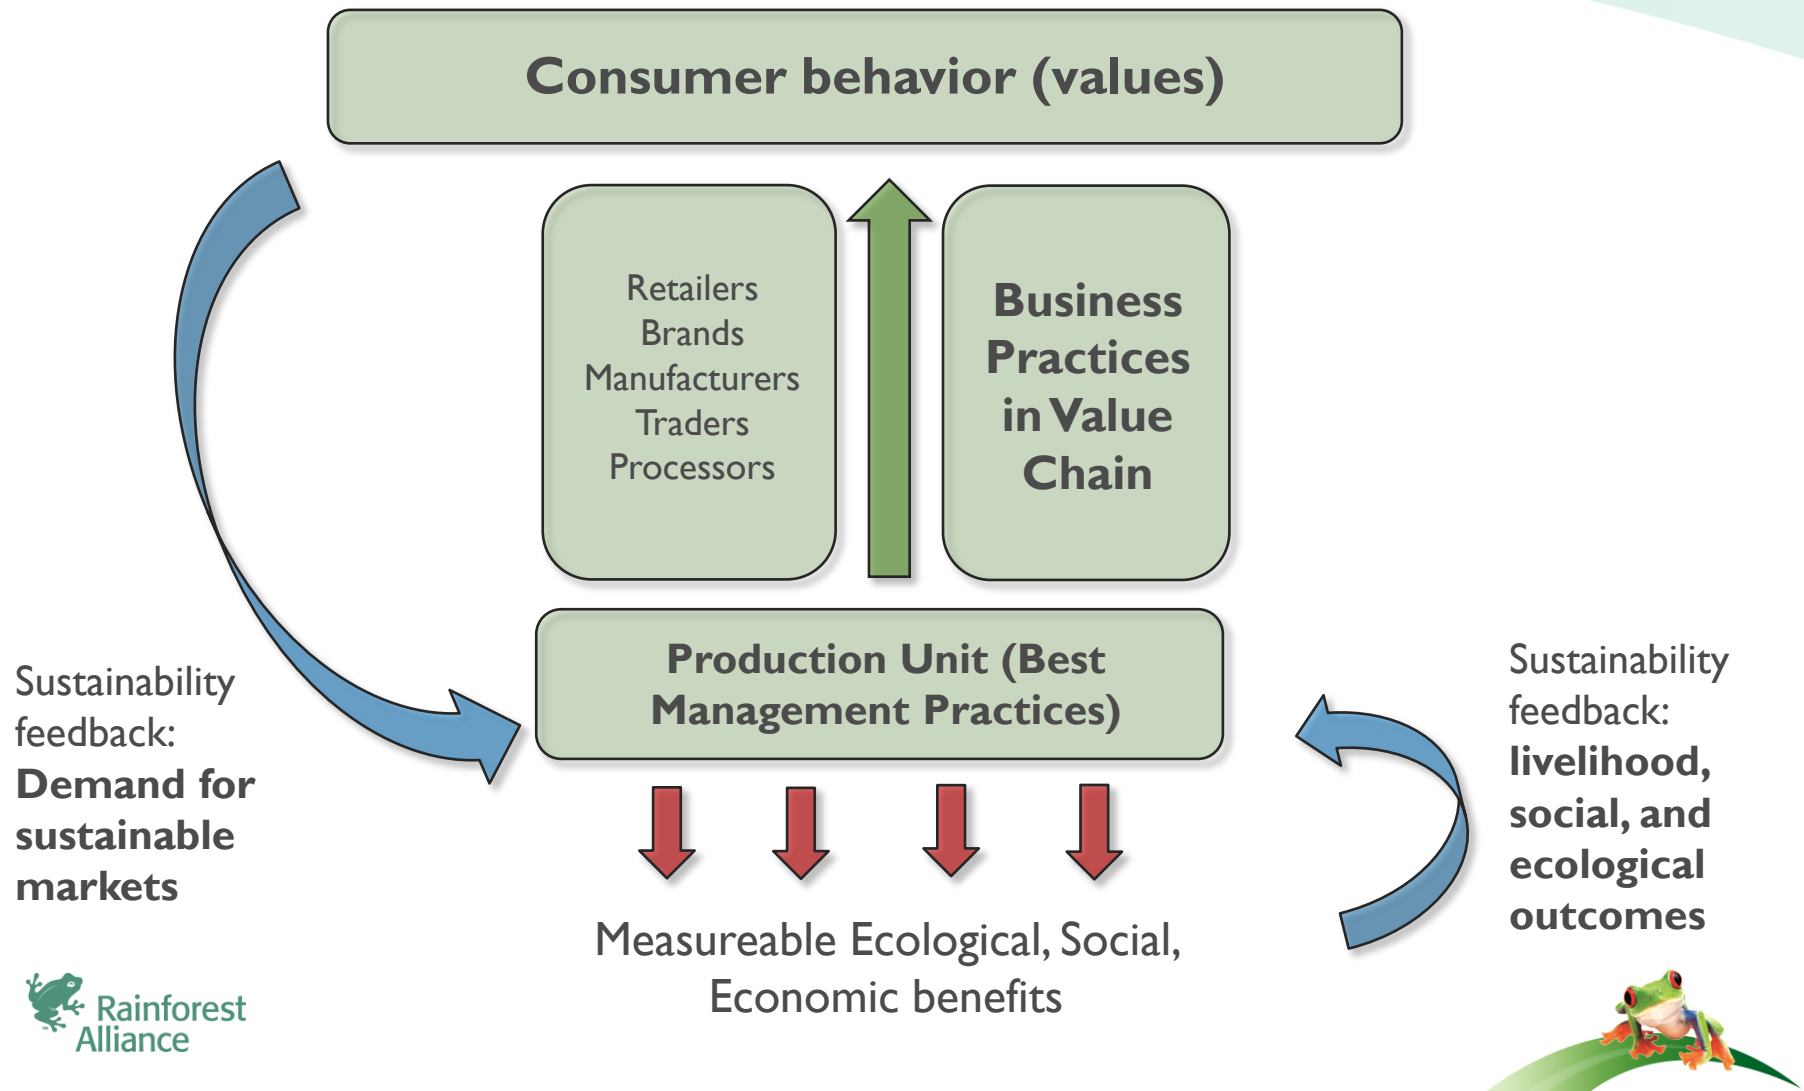 Consumer behavior (values)
Retailers
Brands
Manufacturers
Traders
Processors
Business
Practices
in Value
Chain
Production Unit (Best
Management Practices)
Sustainability
feedback:
Demand for
sustainable
markets
Sustainability
feedback:
livelihood,
social, and
ecological
outcomes
Measureable Ecological, Social,
Economic benefits
Rainforest
Alliance